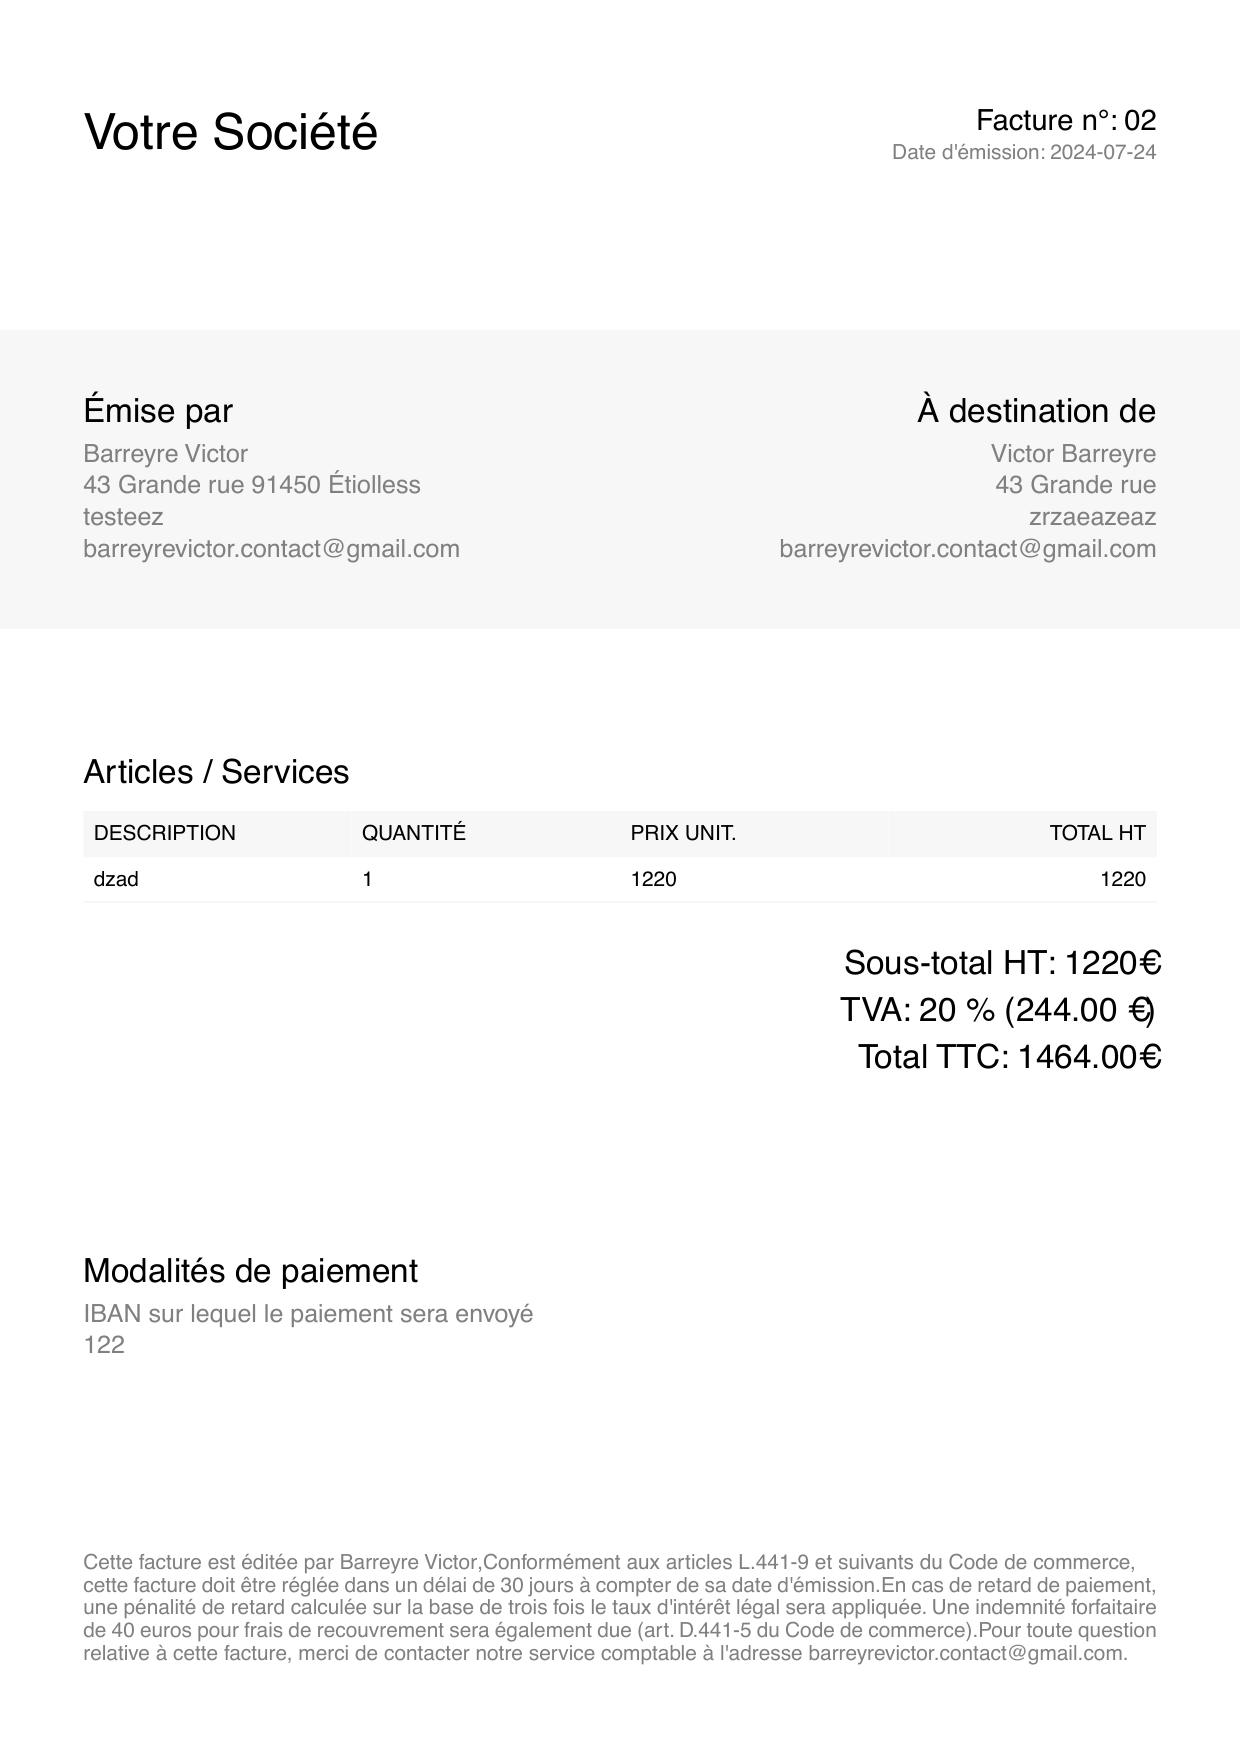 Votre Société
Facture n°: 02
Date d'émission: 2024-07-24
Émise par
Barreyre Victor
43 Grande rue 91450 Étiolless
testeez
barreyrevictor.contact@gmail.com
À destination de
Victor Barreyre
43 Grande rue
zrzaeazeaz
barreyrevictor.contact@gmail.com
Articles / Services
DESCRIPTION QUANTITÉ PRIX UNIT. TOTAL HT
dzad 1 1220 1220
Sous-total HT: 1220€
TVA: 20 % (244.00 €)
Total TTC: 1464.00€
Modalités de paiement
IBAN sur lequel le paiement sera envoyé
122
Cette facture est éditée par Barreyre Victor,Conformément aux articles L.441-9 et suivants du Code de commerce,
cette facture doit être réglée dans un délai de 30 jours à compter de sa date d'émission.En cas de retard de paiement,
une pénalité de retard calculée sur la base de trois fois le taux d'intérêt légal sera appliquée. Une indemnité forfaitaire
de 40 euros pour frais de recouvrement sera également due (art. D.441-5 du Code de commerce).Pour toute question
relative à cette facture, merci de contacter notre service comptable à l'adresse barreyrevictor.contact@gmail.com.